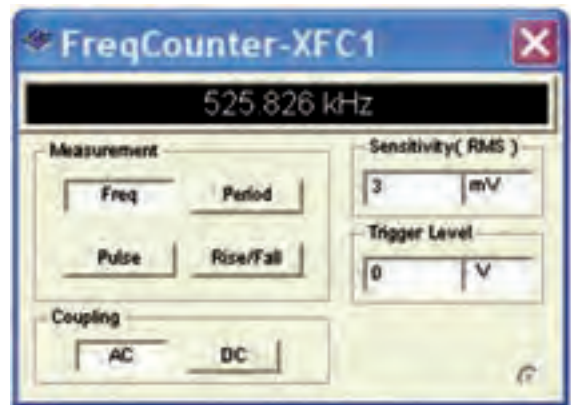 FreqCounter-XFC1
525.826 kHz
Measurement
Freq
Period
Pulse
Rise/Fall
Coupling
AC
DC
Sensitivity( RMS )
3
mV
Trigger Level
0
V